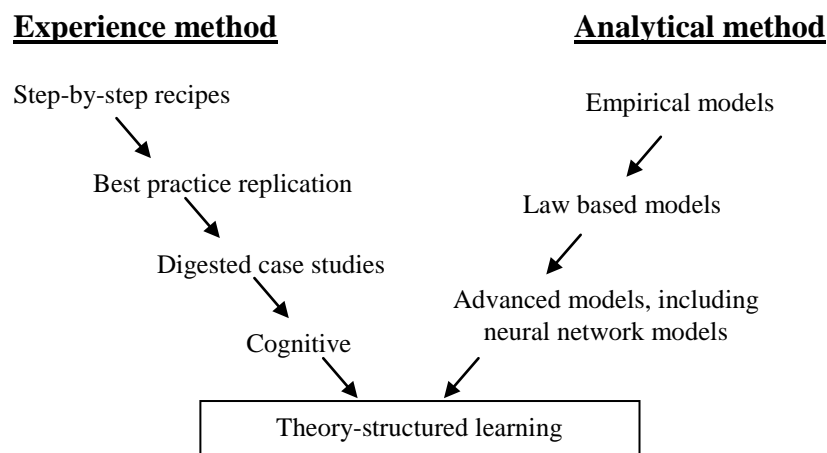 Experience method
Analytical method
Step-by-step recipes
Empirical models
Best practice replication
Law based models
Digested case studies
Advanced models, including
neural network models
Cognitive
Theory-structured learning